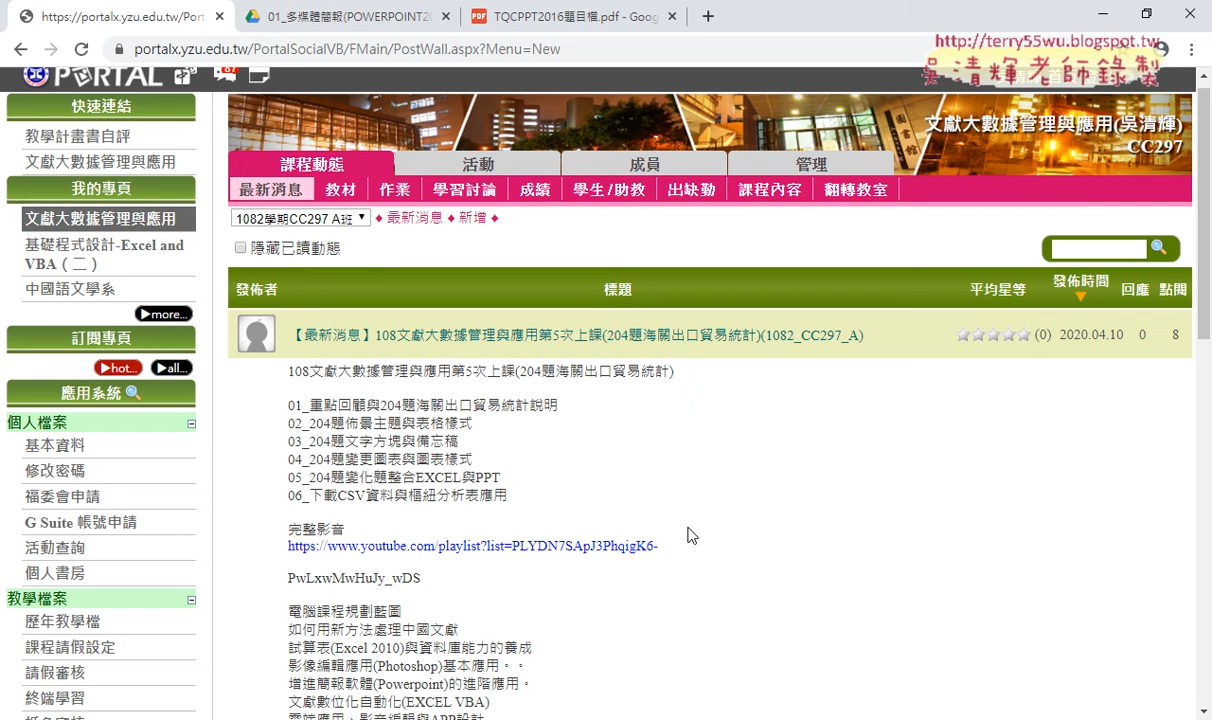 https://portalx.yzu.edu.tw/Port
01_多媒體簡報(POWERPOINT20
TQCPPT2016題目檔.pdf - Goog
portalx.yzu.edu.tw/PortalSocialVB/FMain/PostWall.aspx?Menu=New
http://terry55wu.blogspot.tw
吳清輝老師錄製
PORTAL
87
快速連結
教學計畫書自評
文獻大數據管理與應用
我的專頁
文獻大數據管理與應用
基礎程式設計-Excel and
VBA（二）
中國語文學系
▶more...
訂閱專頁
▶hot... ▶all...
應用系統
個人檔案
基本資料
修改密碼
福委會申請
G Suite 帳號申請
活動查詢
個人書房
教學檔案
歷年教學檔
課程請假設定
請假審核
終端學習
文獻大數據管理與應用(吳清輝)
CC297
圖書館
課程動態 活動 成員 管理
最新消息 教材 作業 學習討論 成績 學生/助教 出缺勤 課程內容 翻轉教室
1082學期CC297 A班 ♦ 最新消息 ♦ 新增 ♦
隱藏已讀動態
發佈者 標題 平均星等 發佈時間 回應 點閱
【最新消息】108文獻大數據管理與應用第5次上課(204題海關出口貿易統計)(1082_CC297_A) (0) 2020.04.10 0 8
108文獻大數據管理與應用第5次上課(204題海關出口貿易統計)
01_重點回顧與204題海關出口貿易統計說明
02_204題佈景主題與表格樣式
03_204題文字方塊與備忘稿
04_204題變更圖表與圖表樣式
05_204題變化題整合EXCEL與PPT
06_下載CSV資料與樞紐分析表應用
完整影音
https://www.youtube.com/playlist?list=PLYDN7SApJ3PhqigK6-
PwLxwMwHuJy_wDS
電腦課程規劃藍圖
如何用新方法處理中國文獻
試算表(Excel 2010)與資料庫能力的養成
影像編輯應用(Photoshop)基本應用。。
增進簡報軟體(Powerpoint)的進階應用。
文獻數位化自動化(EXCEL VBA)
雲端應用、影音編輯與APP設計